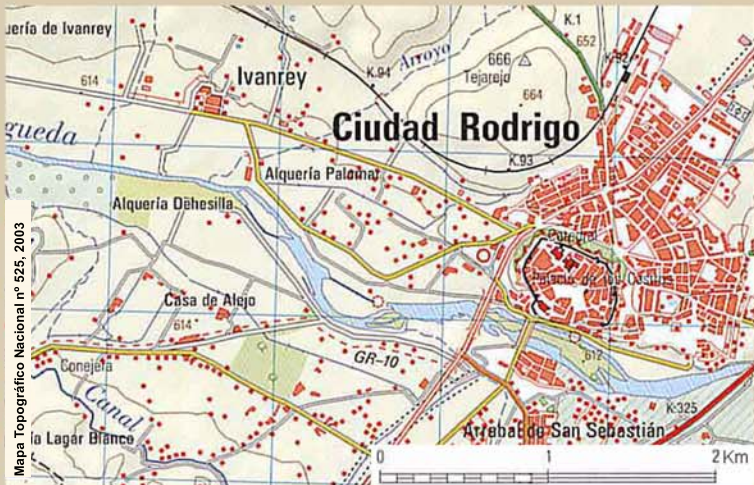 uería de Ivanrey
614
Ivanrey
K.94
Arroyo
666
Tejarejo
664
K.1
652
K-92
Ciudad Rodrigo
K.93
gueda
Alquería Palomar
Alquería Dehesilla
Catedral
Casa de Alejo
614
GR-10
612
Conejera
Canal
Lagar Blanco
K-325
Arrabal de San Sebastián
0 1 2 Km
Mapa Topográfico Nacional nº 525, 2003